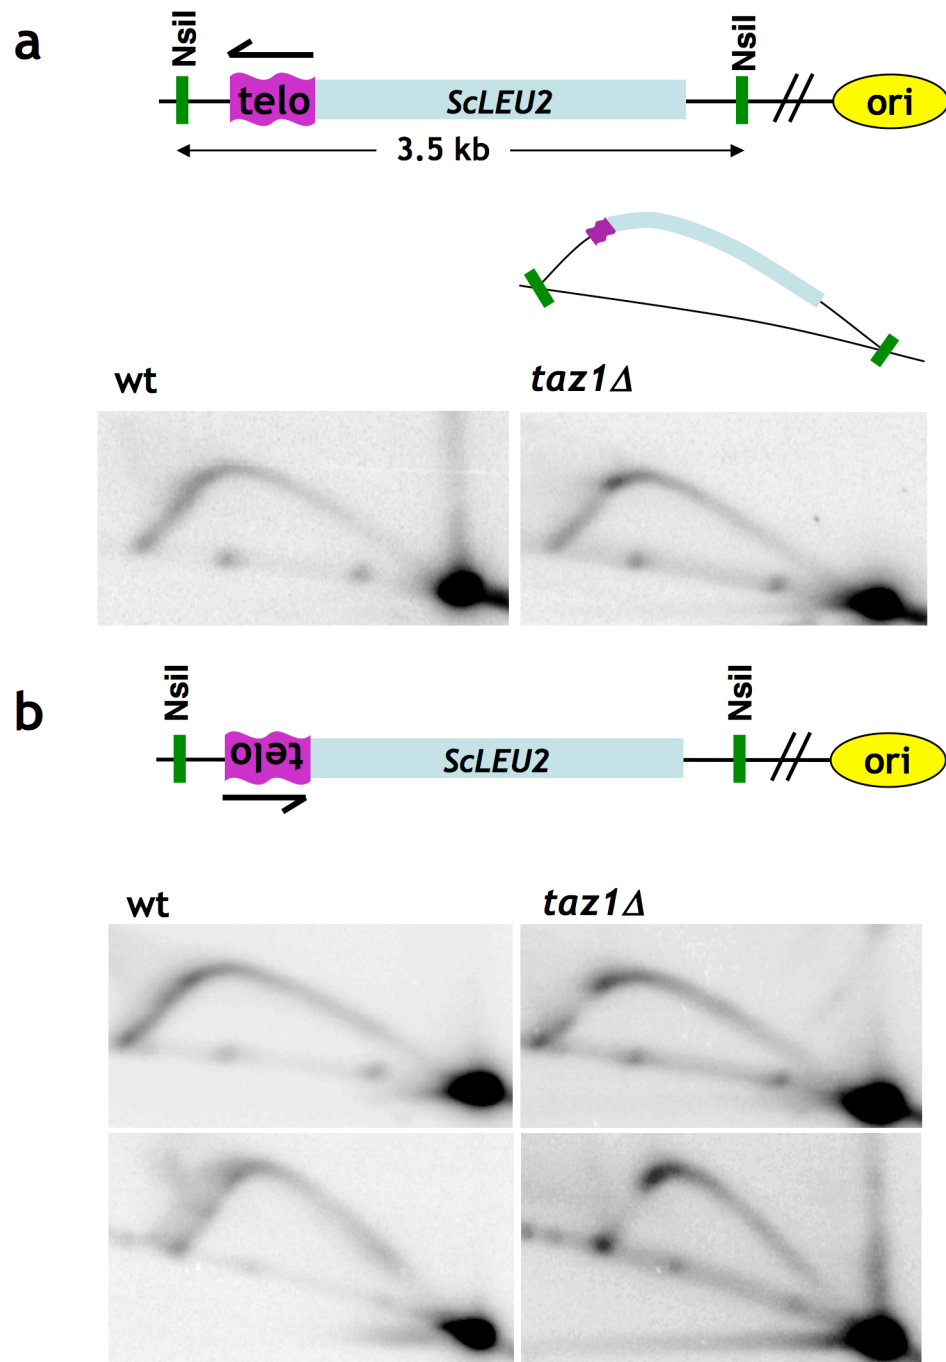 a
NsiI
NsiI
telo
ScLEU2
ori
3.5 kb
wt
taz1Δ
b
NsiI
NsiI
telo
ScLEU2
ori
wt
taz1Δ